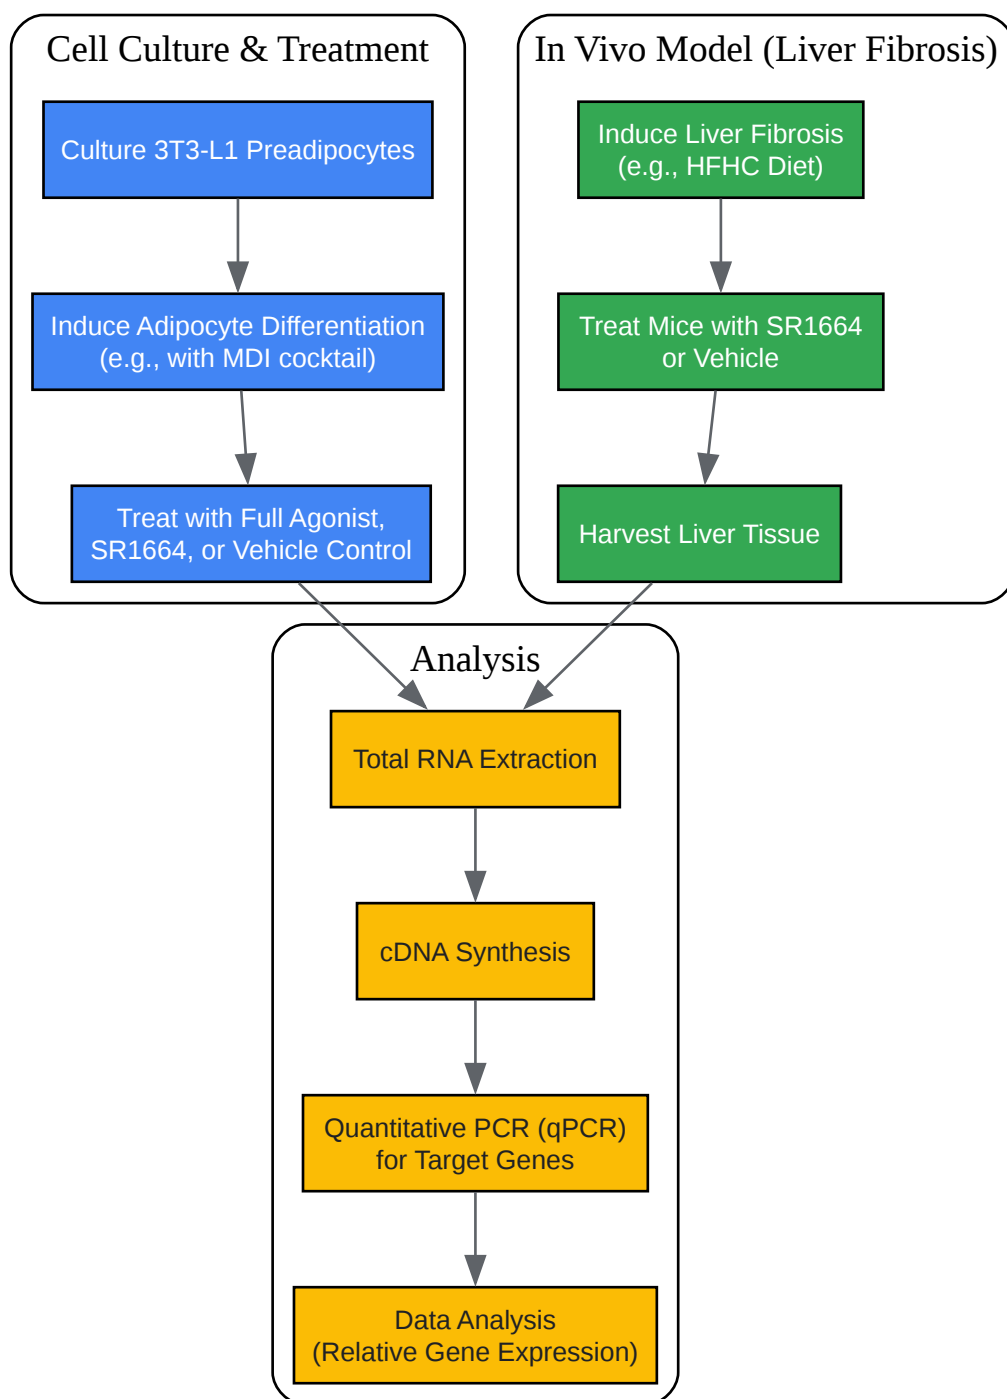 Cell Culture & Treatment
Culture 3T3-L1 Preadipocytes
Induce Adipocyte Differentiation
(e.g., with MDI cocktail)
Treat with Full Agonist,
SR1664, or Vehicle Control
In Vivo Model (Liver Fibrosis)
Induce Liver Fibrosis
(e.g., HFHC Diet)
Treat Mice with SR1664
or Vehicle
Harvest Liver Tissue
Analysis
Total RNA Extraction
cDNA Synthesis
Quantitative PCR (qPCR)
for Target Genes
Data Analysis
(Relative Gene Expression)